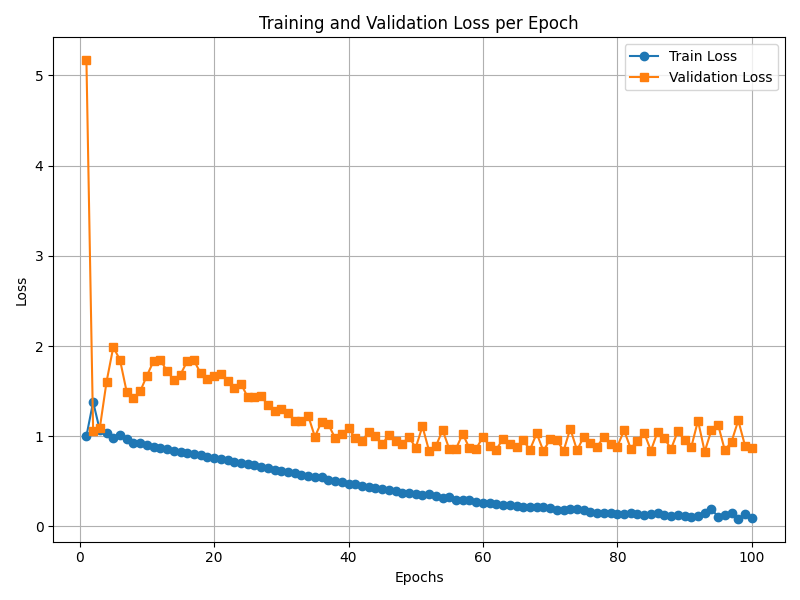 Training and Validation Loss per Epoch
Train Loss
Validation Loss
5
4
3
2
1
0
Loss
0 20 40 60 80 100
Epochs